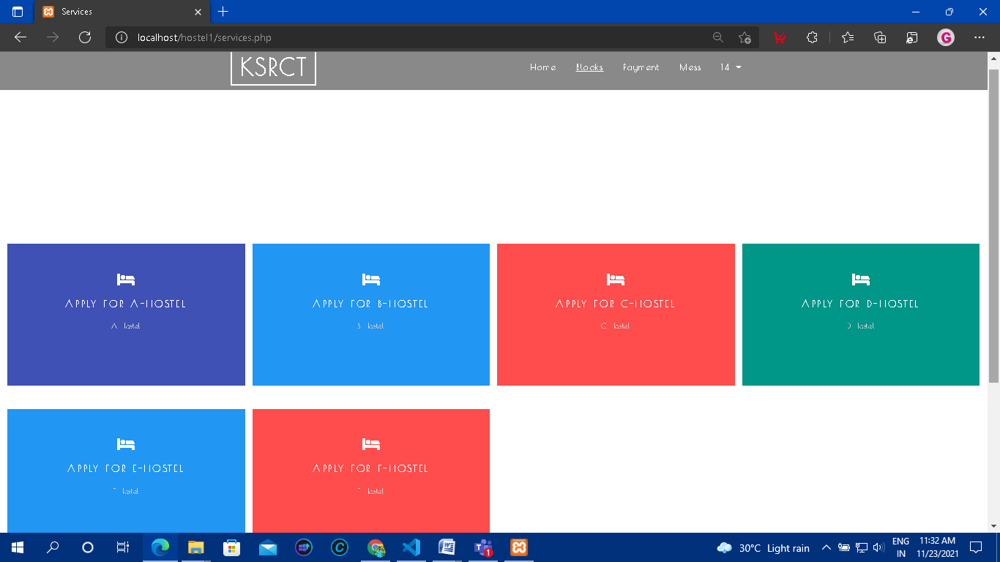 Services
localhost/hostel1/services.php
G
KSRCT
Home Blocks Payment Mess 14
APPLY FOR A-HOSTEL
A Hostel
APPLY FOR B-HOSTEL
B Hostel
APPLY FOR C-HOSTEL
C Hostel
APPLY FOR D-HOSTEL
D Hostel
APPLY FOR E-HOSTEL
Hostel
APPLY FOR F-HOSTEL
Hostel
1
30°C Light rain
ENG
IN
11:32 AM
11/23/2021